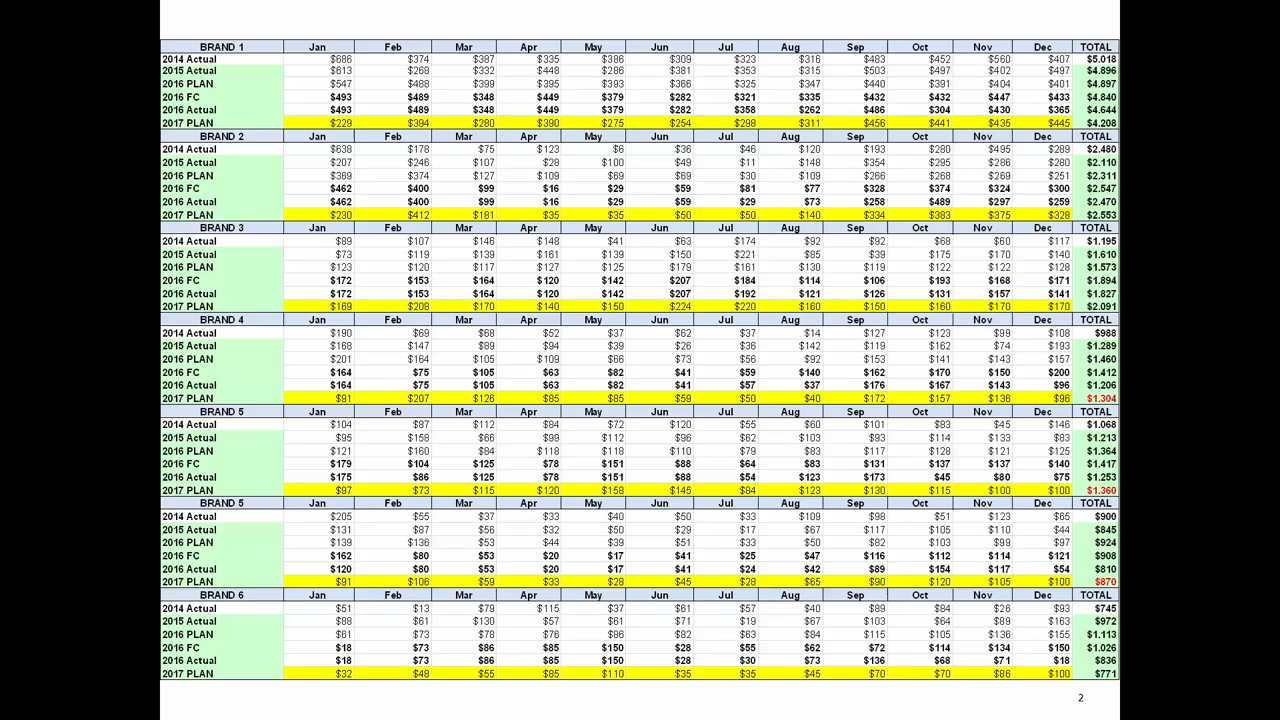 BRAND 1 Jan Feb Mar Apr May Jun Jul Aug Sep Oct Nov Dec TOTAL
2014 Actual $686 $374 $387 $335 $386 $309 $323 $316 $483 $452 $560 $407 $5.018
2015 Actual $613 $268 $332 $448 $286 $381 $353 $315 $503 $497 $402 $497 $4.896
2016 PLAN $547 $488 $399 $395 $393 $366 $325 $347 $440 $391 $404 $401 $4.897
2016 FC $493 $489 $348 $449 $379 $282 $321 $335 $432 $432 $447 $433 $4.840
2016 Actual $493 $489 $348 $449 $379 $282 $358 $262 $486 $304 $430 $365 $4.644
2017 PLAN $229 $394 $280 $390 $275 $254 $298 $311 $456 $441 $435 $445 $4.208
BRAND 2 Jan Feb Mar Apr May Jun Jul Aug Sep Oct Nov Dec TOTAL
2014 Actual $638 $178 $75 $123 $6 $36 $46 $120 $193 $280 $495 $289 $2.480
2015 Actual $207 $246 $107 $28 $100 $49 $11 $148 $354 $295 $286 $280 $2.110
2016 PLAN $369 $374 $127 $109 $69 $69 $30 $109 $266 $268 $269 $251 $2.311
2016 FC $462 $400 $99 $16 $29 $59 $81 $77 $328 $374 $324 $300 $2.547
2016 Actual $462 $400 $99 $16 $29 $59 $29 $73 $258 $489 $297 $259 $2.470
2017 PLAN $230 $412 $181 $35 $35 $50 $50 $140 $334 $383 $375 $328 $2.553
BRAND 3 Jan Feb Mar Apr May Jun Jul Aug Sep Oct Nov Dec TOTAL
2014 Actual $89 $107 $146 $148 $41 $63 $174 $92 $92 $68 $60 $117 $1.195
2015 Actual $73 $119 $139 $161 $139 $150 $221 $85 $39 $175 $170 $140 $1.610
2016 PLAN $123 $120 $117 $127 $125 $179 $161 $130 $119 $122 $122 $128 $1.573
2016 FC $172 $153 $164 $120 $142 $207 $184 $114 $106 $193 $168 $171 $1.894
2016 Actual $172 $153 $164 $120 $142 $207 $192 $121 $126 $131 $157 $141 $1.827
2017 PLAN $169 $208 $170 $140 $150 $224 $220 $160 $150 $160 $170 $170 $2.091
BRAND 4 Jan Feb Mar Apr May Jun Jul Aug Sep Oct Nov Dec TOTAL
2014 Actual $190 $69 $68 $52 $37 $62 $37 $14 $127 $123 $99 $108 $988
2015 Actual $168 $147 $89 $94 $39 $26 $36 $142 $119 $162 $74 $193 $1.289
2016 PLAN $201 $164 $105 $109 $66 $73 $56 $92 $153 $141 $143 $157 $1.460
2016 FC $164 $75 $105 $63 $82 $41 $59 $140 $162 $170 $150 $200 $1.412
2016 Actual $164 $75 $105 $63 $82 $41 $57 $37 $176 $167 $143 $96 $1.206
2017 PLAN $91 $207 $126 $85 $85 $59 $50 $40 $172 $157 $136 $96 $1.304
BRAND 5 Jan Feb Mar Apr May Jun Jul Aug Sep Oct Nov Dec TOTAL
2014 Actual $104 $87 $112 $84 $72 $120 $55 $60 $101 $83 $45 $146 $1.068
2015 Actual $95 $158 $66 $99 $112 $96 $62 $103 $93 $114 $133 $83 $1.213
2016 PLAN $121 $160 $84 $118 $118 $110 $79 $83 $117 $128 $121 $125 $1.364
2016 FC $179 $104 $125 $78 $151 $88 $64 $83 $131 $137 $137 $140 $1.417
2016 Actual $175 $86 $125 $78 $151 $88 $54 $123 $173 $45 $80 $75 $1.253
2017 PLAN $97 $73 $115 $120 $158 $145 $84 $123 $130 $115 $100 $100 $1.360
BRAND 5 Jan Feb Mar Apr May Jun Jul Aug Sep Oct Nov Dec TOTAL
2014 Actual $205 $55 $37 $33 $40 $50 $33 $109 $98 $51 $123 $65 $900
2015 Actual $131 $87 $56 $32 $50 $29 $17 $67 $117 $105 $110 $44 $845
2016 PLAN $139 $136 $53 $44 $39 $51 $33 $50 $82 $103 $99 $97 $924
2016 FC $162 $80 $53 $20 $17 $41 $25 $47 $116 $112 $114 $121 $908
2016 Actual $120 $80 $53 $20 $17 $41 $24 $42 $89 $154 $117 $54 $810
2017 PLAN $91 $106 $59 $33 $28 $45 $28 $65 $90 $120 $105 $100 $870
BRAND 6 Jan Feb Mar Apr May Jun Jul Aug Sep Oct Nov Dec TOTAL
2014 Actual $51 $13 $79 $115 $37 $61 $57 $40 $89 $84 $26 $93 $745
2015 Actual $88 $61 $130 $57 $61 $71 $19 $67 $103 $64 $89 $163 $972
2016 PLAN $61 $73 $78 $76 $86 $82 $63 $84 $115 $105 $136 $155 $1.113
2016 FC $18 $73 $86 $85 $150 $28 $55 $62 $72 $114 $134 $150 $1.026
2016 Actual $18 $73 $86 $85 $150 $28 $30 $73 $136 $68 $71 $18 $836
2017 PLAN $32 $48 $55 $85 $110 $35 $35 $45 $70 $70 $86 $100 $771
2